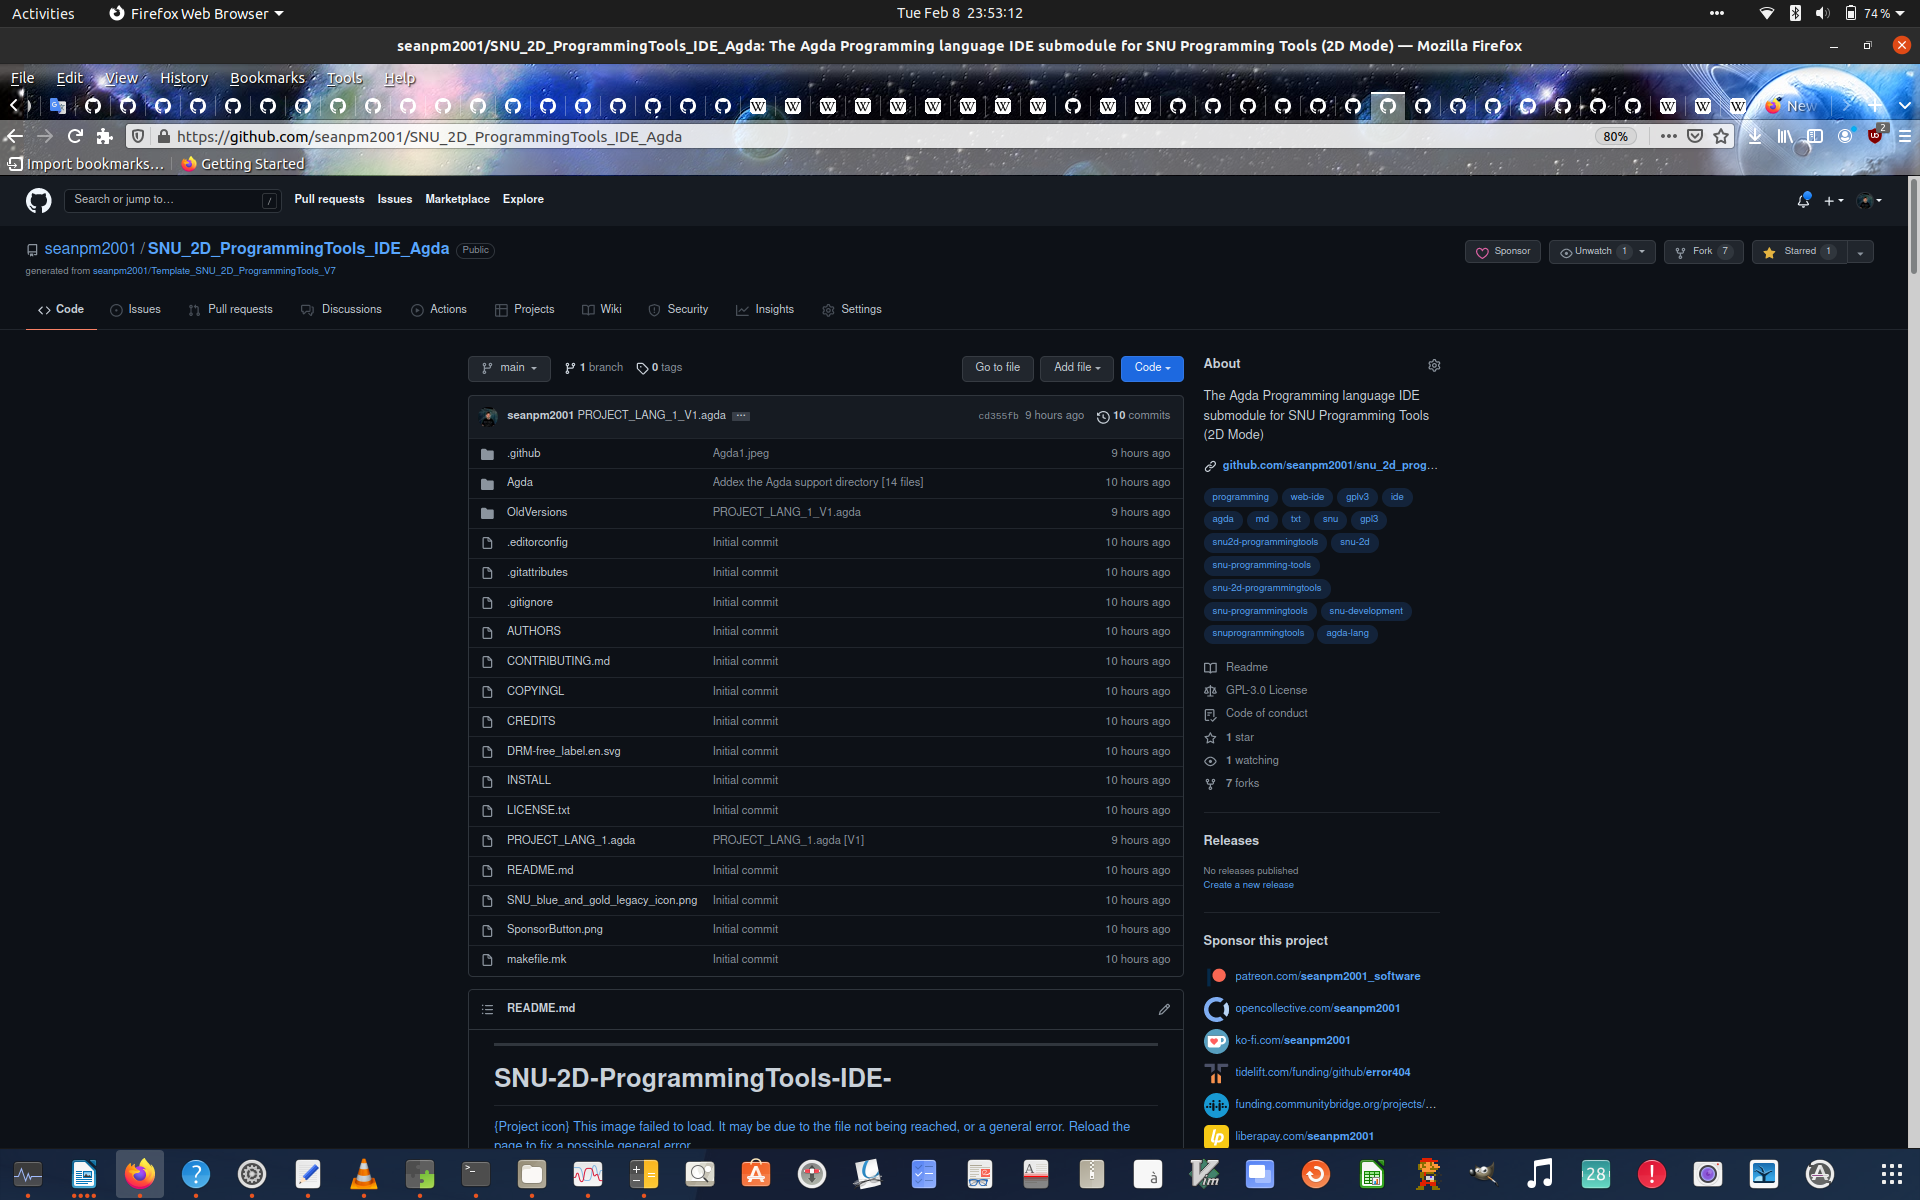 Activities
Firefox Web Browser
Tue Feb 8 23:53:12
74%
seanpm2001/SNU_2D_ProgrammingTools_IDE_Agda: The Agda Programming language IDE submodule for SNU Programming Tools (2D Mode) — Mozilla Firefox
File Edit View History Bookmarks Tools Help
New
https://github.com/seanpm2001/SNU_2D_ProgrammingTools_IDE_Agda
80%
2
Import bookmarks...
Getting Started
Search or jump to...
/
Pull requests Issues Marketplace Explore
seanpm2001 / SNU_2D_ProgrammingTools_IDE_Agda Public
generated from seanpm2001/Template_SNU_2D_ProgrammingTools_V7
Sponsor
Unwatch 1
Fork 7
Starred 1
Code
Issues
Pull requests
Discussions
Actions
Projects
Wiki
Security
Insights
Settings
main
1 branch
0 tags
Go to file
Add file
Code
seanpm2001 PROJECT_LANG_1_V1.agda
cd355fb 9 hours ago 10 commits
.github Agda1.jpeg 9 hours ago
Agda Addex the Agda support directory [14 files] 10 hours ago
OldVersions PROJECT_LANG_1_V1.agda 9 hours ago
.editorconfig Initial commit 10 hours ago
.gitattributes Initial commit 10 hours ago
.gitignore Initial commit 10 hours ago
AUTHORS Initial commit 10 hours ago
CONTRIBUTING.md Initial commit 10 hours ago
COPYINGL Initial commit 10 hours ago
CREDITS Initial commit 10 hours ago
DRM-free_label.en.svg Initial commit 10 hours ago
INSTALL Initial commit 10 hours ago
LICENSE.txt Initial commit 10 hours ago
PROJECT_LANG_1.agda PROJECT_LANG_1.agda [V1] 9 hours ago
README.md Initial commit 10 hours ago
SNU_blue_and_gold_legacy_icon.png Initial commit 10 hours ago
SponsorButton.png Initial commit 10 hours ago
makefile.mk Initial commit 10 hours ago
README.md
SNU-2D-ProgrammingTools-IDE-
{Project icon} This image failed to load. It may be due to the file not being reached, or a general error. Reload the
page to fix a possible general error.
About
The Agda Programming language IDE
submodule for SNU Programming Tools
(2D Mode)
github.com/seanpm2001/snu_2d_prog...
programming web-ide gplv3 ide
agda md txt snu gpl3
snu2d-programmingtools snu-2d
snu-programming-tools
snu-2d-programmingtools
snu-programmingtools snu-development
snuprogrammingtools agda-lang
Readme
GPL-3.0 License
Code of conduct
1 star
1 watching
7 forks
Releases
No releases published
Create a new release
Sponsor this project
patreon.com/seanpm2001_software
opencollective.com/seanpm2001
ko-fi.com/seanpm2001
tidelift.com/funding/github/error404
funding.communitybridge.org/projects/...
liberapay.com/seanpm2001
28